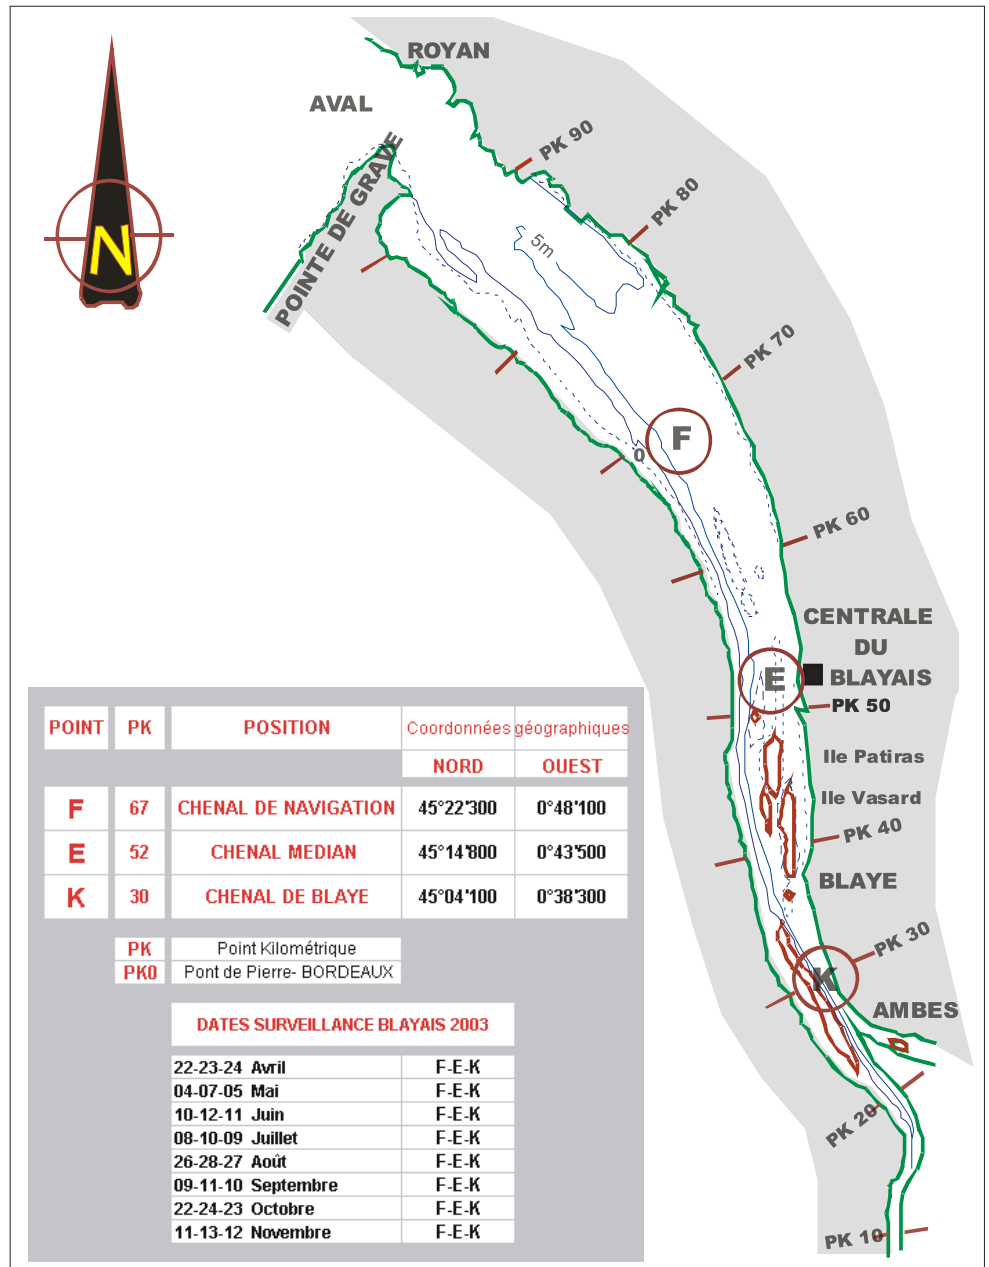 ROYAN
AVAL
POINTE DE GRAVE
N
PK 90
PK 80
5m
PK 70
F
0
PK 60
CENTRALE
DU
BLAYAIS
E
PK 50
Ile Patiras
Ile Vasard
PK 40
BLAYE
PK 30
K
AMBES
PK 20
PK 10
POINT PK POSITION Coordonnées géographiques
NORD OUEST
F 67 CHENAL DE NAVIGATION 45°22'300 0°48'100
E 52 CHENAL MEDIAN 45°14'800 0°43'500
K 30 CHENAL DE BLAYE 45°04'100 0°38'300
PK Point Kilométrique
PK0 Pont de Pierre- BORDEAUX
DATES SURVEILLANCE BLAYAIS 2003
22-23-24 Avril F-E-K
04-07-05 Mai F-E-K
10-12-11 Juin F-E-K
08-10-09 Juillet F-E-K
26-28-27 Août F-E-K
09-11-10 Septembre F-E-K
22-24-23 Octobre F-E-K
11-13-12 Novembre F-E-K